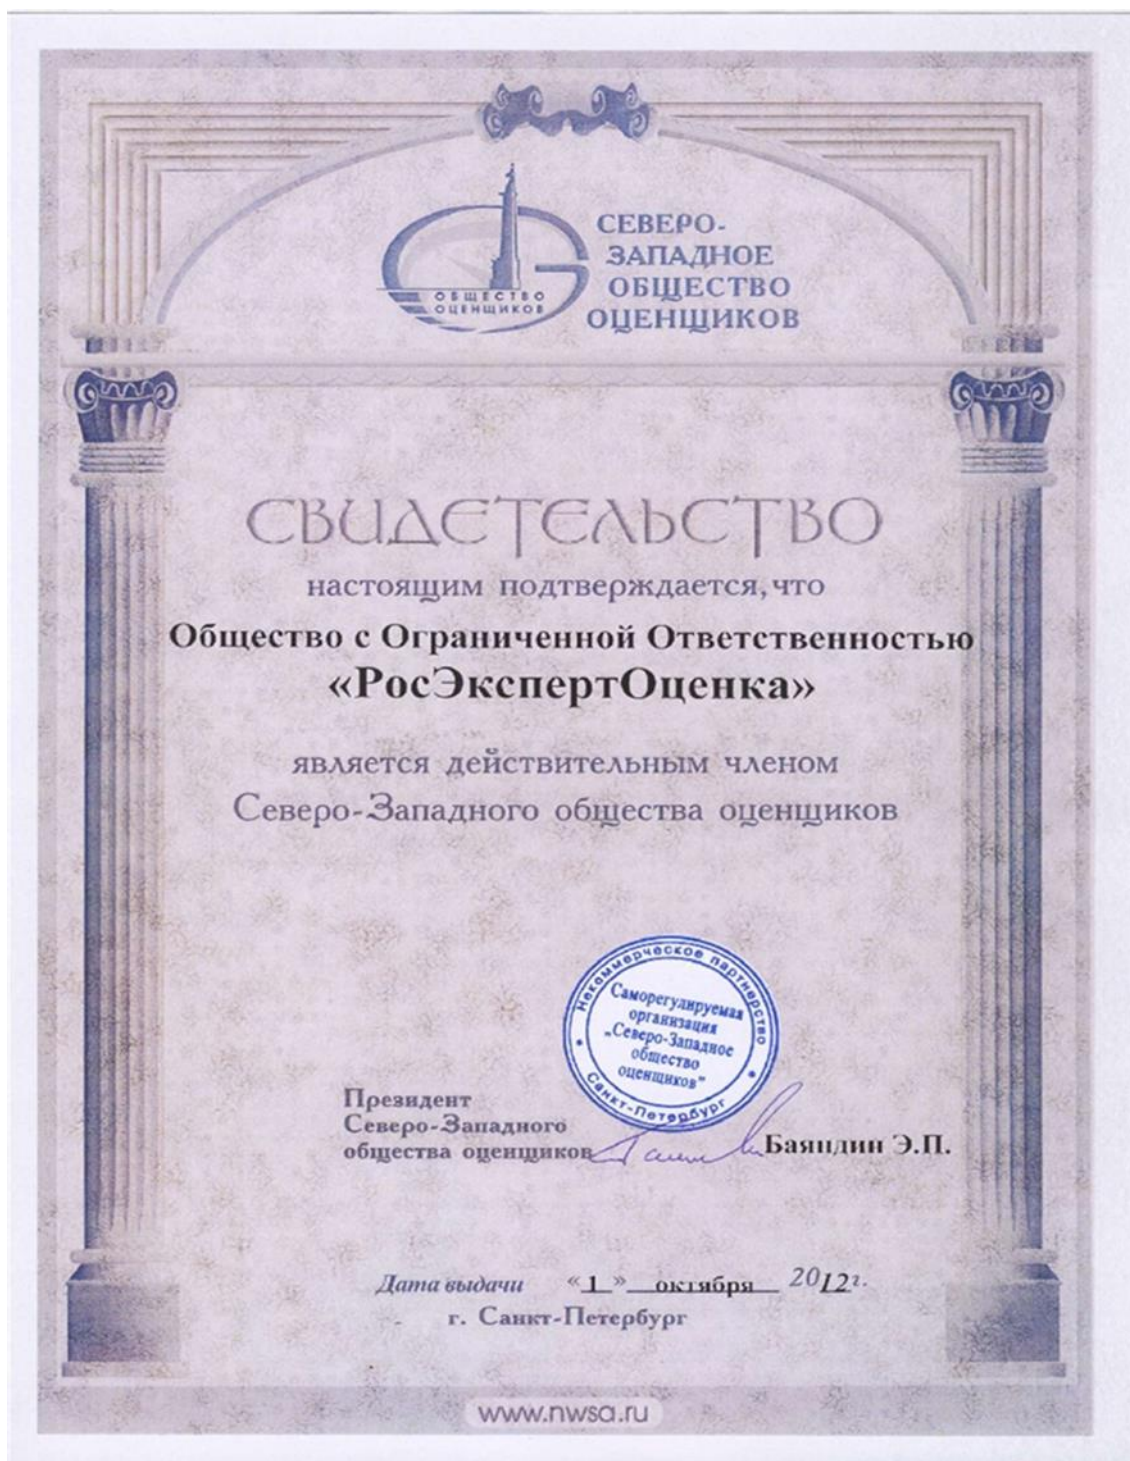 ОБЩЕСТВО
ОЦЕНЩИКОВ
СЕВЕРО-
ЗАПАДНОЕ
ОБЩЕСТВО
ОЦЕНЩИКОВ
СВИДЕТЕЛЬСТВО
настоящим подтверждается, что
Общество с Ограниченной Ответственностью
«РосЭкспертОценка»
является действительным членом
Северо-Западного общества оценщиков
Некоммерческое партнерство
Саморегулируемая
организация
„Северо-Западное
общество
оценщиков"
Санкт-Петербург
Президент
Северо-Западного
общества оценщиков
Баяндин Э.П.
Дата выдачи « 1 » октября 2012 г.
г. Санкт-Петербург
www.nwsa.ru